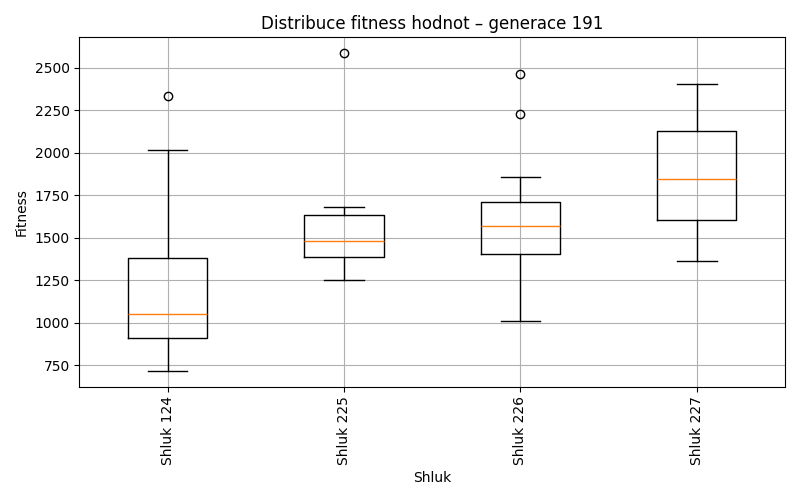 Distribuce fitness hodnot – generace 191
Fitness
2500
2250
2000
1750
1500
1250
1000
750
Shluk 124
Shluk 225
Shluk 226
Shluk 227
Shluk